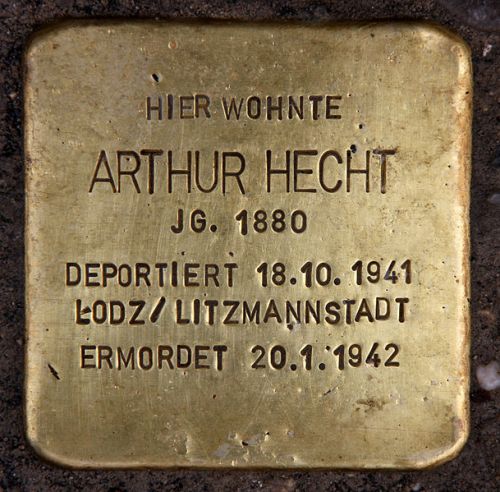 HIER WOHNTE
ARTHUR HECHT
JG. 1880
DEPORTIERT 18.10.1941
ŁODZ/LITZMANNSTADT
ERMORDET 20.1.1942